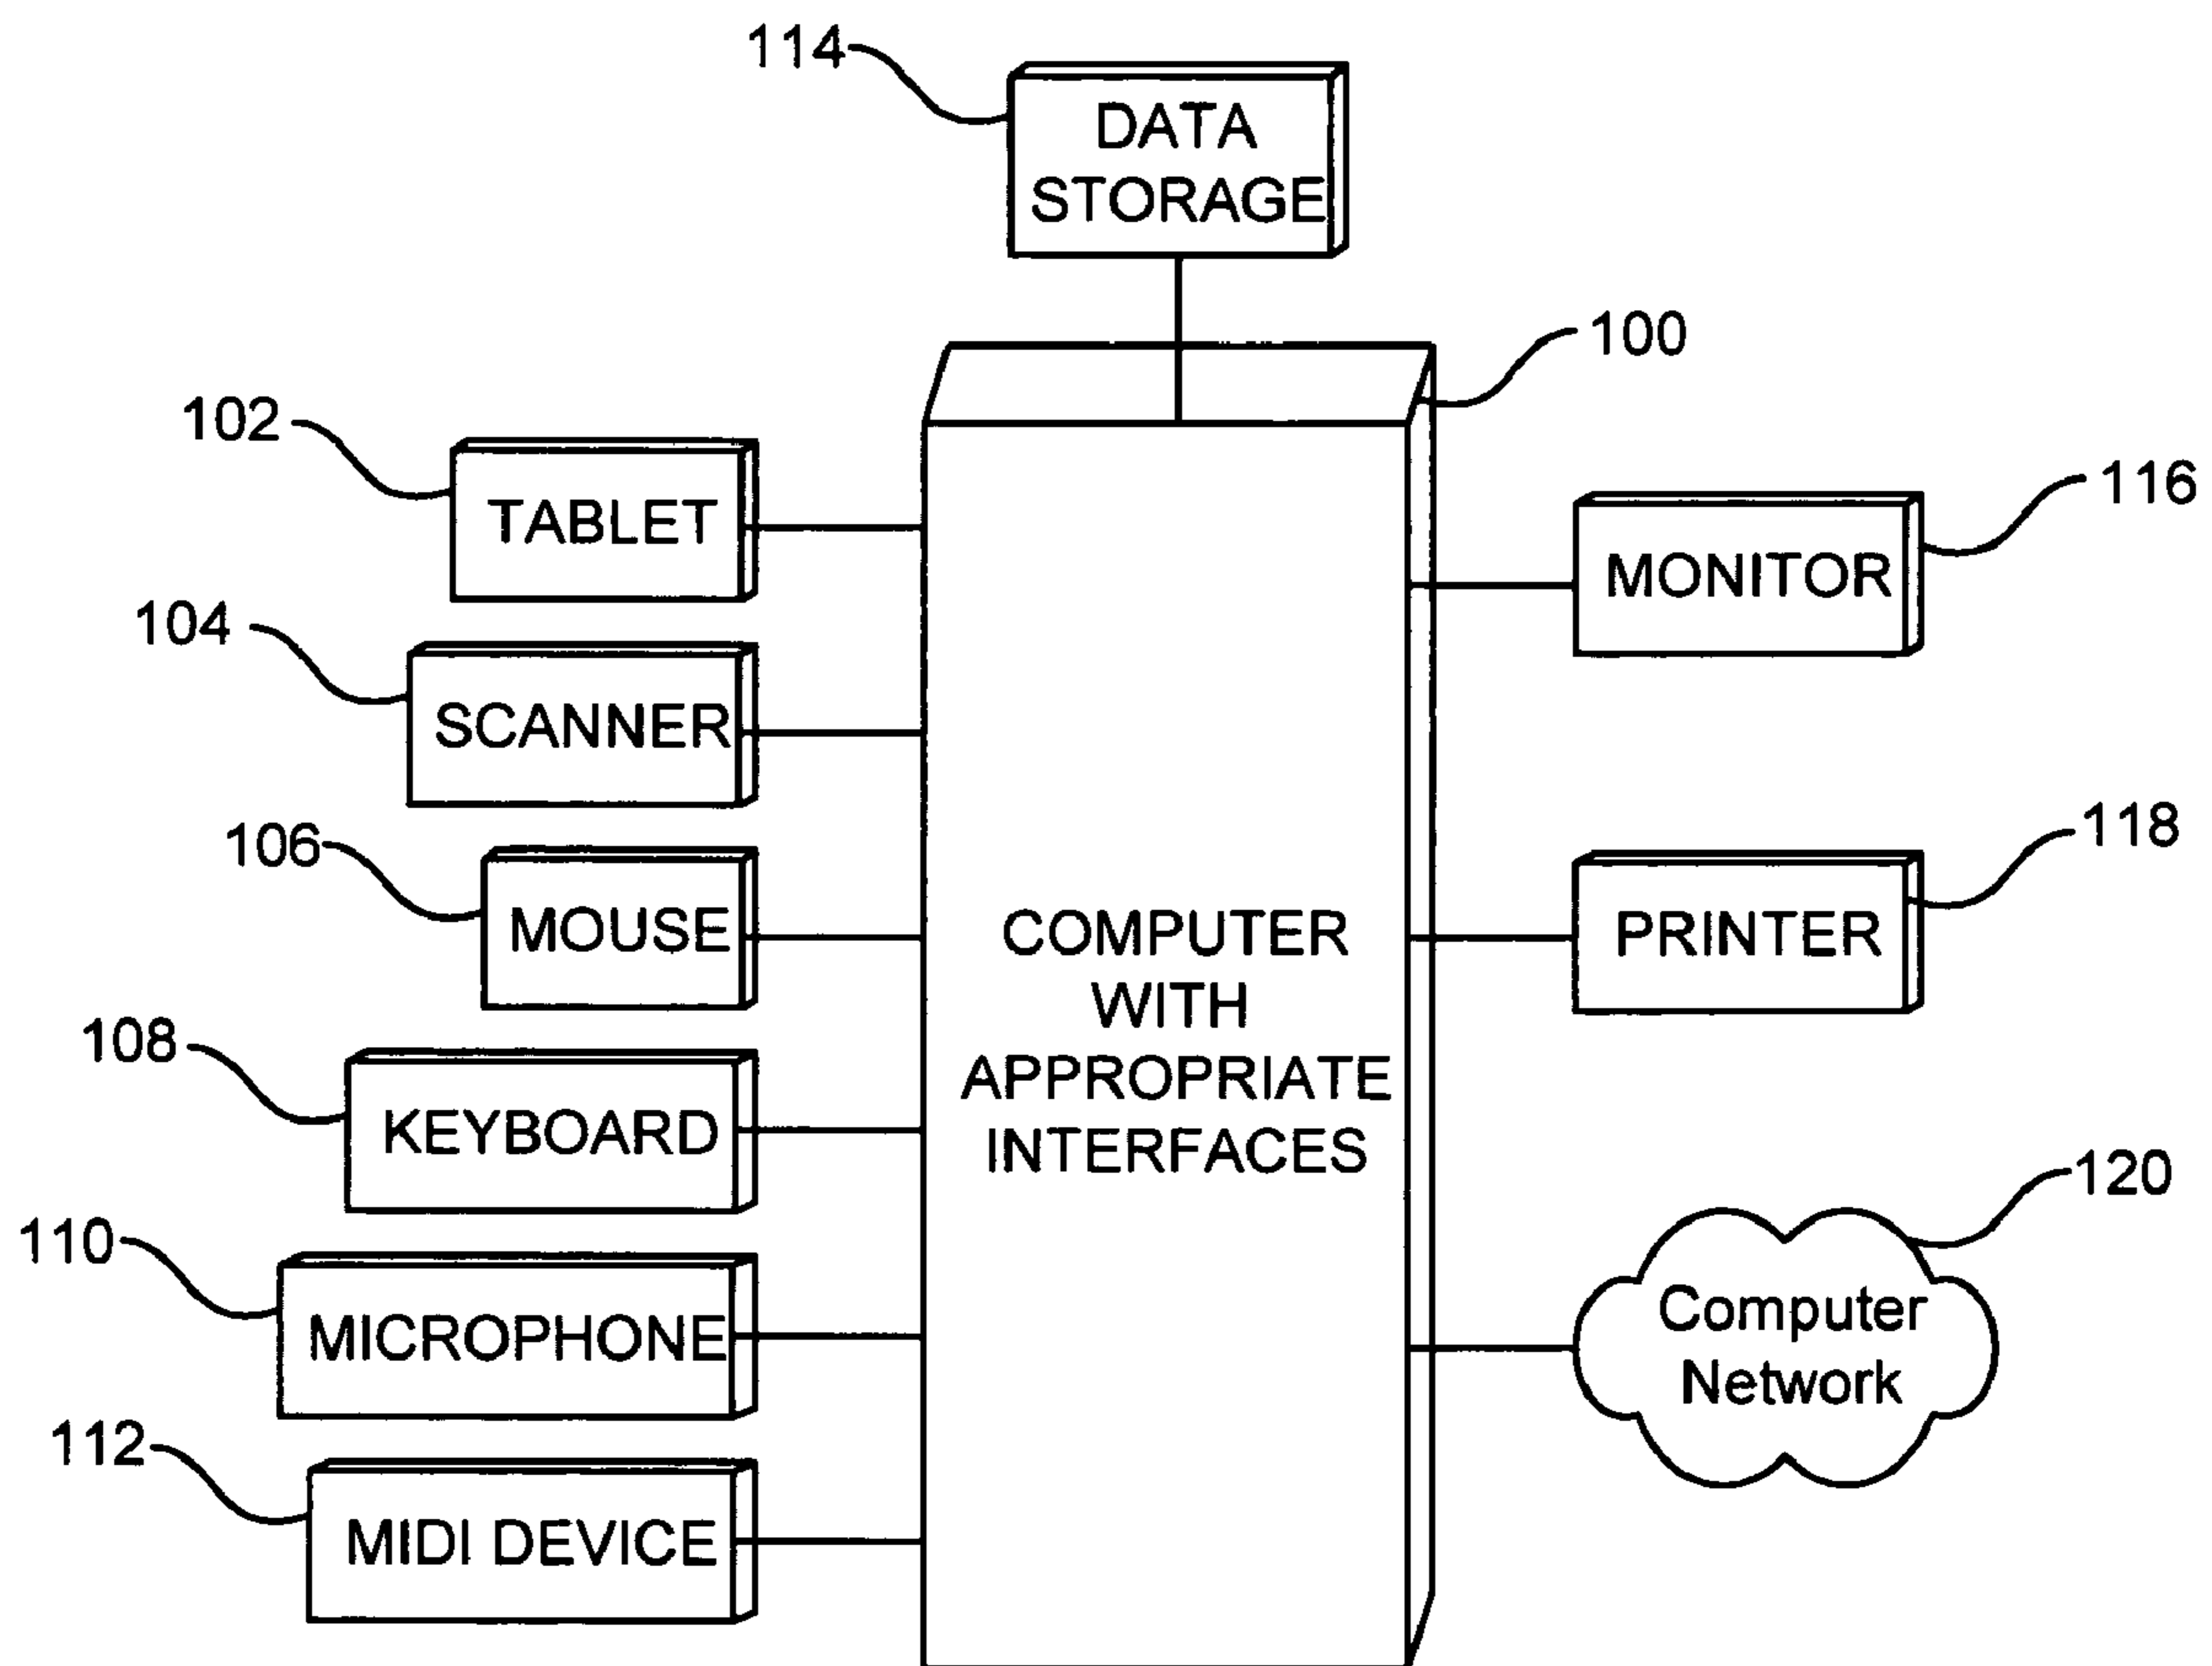 114
DATA
STORAGE
100
102
TABLET
116
MONITOR
104
SCANNER
106
MOUSE
118
PRINTER
COMPUTER
WITH
APPROPRIATE
INTERFACES
108
KEYBOARD
110
MICROPHONE
120
Computer
Network
112
MIDI DEVICE